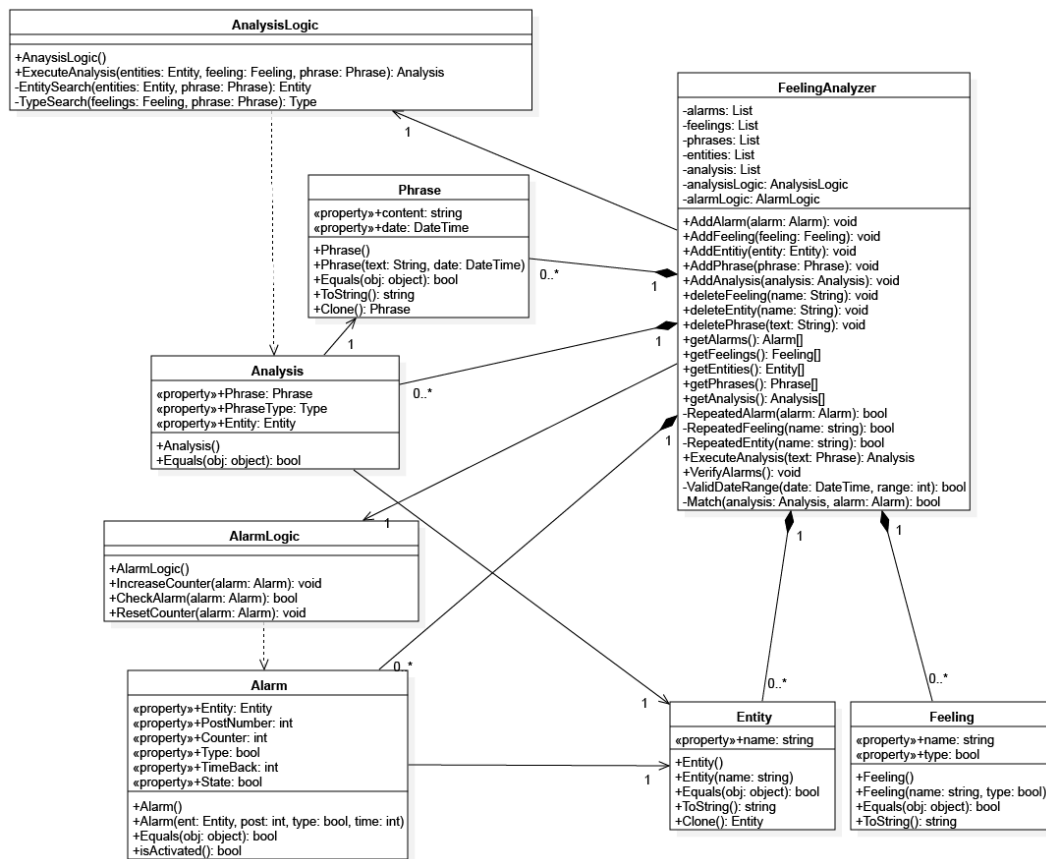 AnalysisLogic
+AnaysisLogic()
+ExecuteAnalysis(entities: Entity, feeling: Feeling, phrase: Phrase): Analysis
-EntitySearch(entities: Entity, phrase: Phrase): Entity
-TypeSearch(feelings: Feeling, phrase: Phrase): Type
1
FeelingAnalyzer
-alarms: List
-feelings: List
-phrases: List
-entities: List
-analysis: List
-analysisLogic: AnalysisLogic
-alarmLogic: AlarmLogic
+AddAlarm(alarm: Alarm): void
+AddFeeling(feeling: Feeling): void
+AddEntitiy(entity: Entity): void
+AddPhrase(phrase: Phrase): void
+AddAnalysis(analysis: Analysis): void
+deleteFeeling(name: String): void
+deleteEntity(name: String): void
+deletePhrase(text: String): void
+getAlarms(): Alarm[]
+getFeelings(): Feeling[]
+getEntities(): Entity[]
+getPhrases(): Phrase[]
+getAnalysis(): Analysis[]
-RepeatedAlarm(alarm: Alarm): bool
-RepeatedFeeling(name: string): bool
-RepeatedEntity(name: string): bool
+ExecuteAnalysis(text: Phrase): Analysis
+VerifyAlarms(): void
-ValidDateRange(date: DateTime, range: int): bool
-Match(analysis: Analysis, alarm: Alarm): bool
Phrase
«property»+content: string
«property»+date: DateTime
+Phrase()
+Phrase(text: String, date: DateTime)
+Equals(obj: object): bool
+ToString(): string
+Clone(): Phrase
0..*
1
1
1
0..*
1
Analysis
«property»+Phrase: Phrase
«property»+PhraseType: Type
«property»+Entity: Entity
+Analysis()
+Equals(obj: object): bool
1
AlarmLogic
+AlarmLogic()
+IncreaseCounter(alarm: Alarm): void
+CheckAlarm(alarm: Alarm): bool
+ResetCounter(alarm: Alarm): void
1
1
0..*
Alarm
«property»+Entity: Entity
«property»+PostNumber: int
«property»+Counter: int
«property»+Type: bool
«property»+TimeBack: int
«property»+State: bool
+Alarm()
+Alarm(ent: Entity, post: int, type: bool, time: int)
+Equals(obj: object): bool
+isActivated(): bool
1
1
0..*
0..*
Entity
«property»+name: string
+Entity()
+Entity(name: string)
+Equals(obj: object): bool
+ToString(): string
+Clone(): Entity
Feeling
«property»+name: string
«property»+type: bool
+Feeling()
+Feeling(name: string, type: bool)
+Equals(obj: object): bool
+ToString(): string